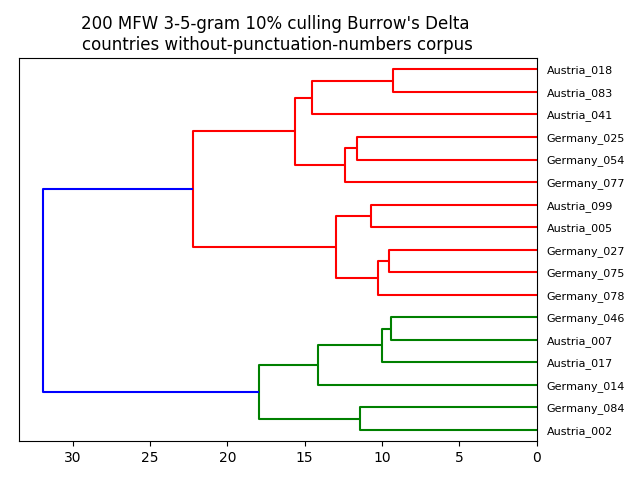 200 MFW 3-5-gram 10% culling Burrow's Delta
countries without-punctuation-numbers corpus
Austria_018
Austria_083
Austria_041
Germany_025
Germany_054
Germany_077
Austria_099
Austria_005
Germany_027
Germany_075
Germany_078
Germany_046
Austria_007
Austria_017
Germany_014
Germany_084
Austria_002
30 25 20 15 10 5 0